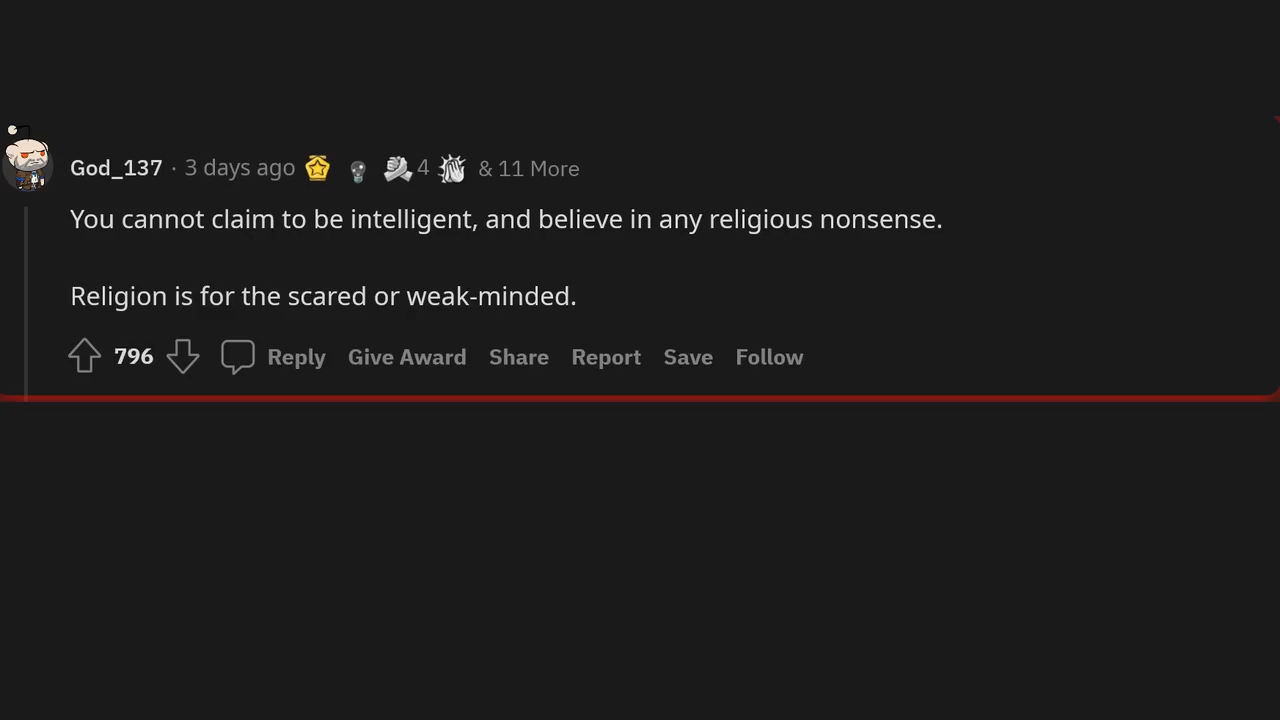 God_137 · 3 days ago 4 & 11 More
You cannot claim to be intelligent, and believe in any religious nonsense.
Religion is for the scared or weak-minded.
796 Reply Give Award Share Report Save Follow